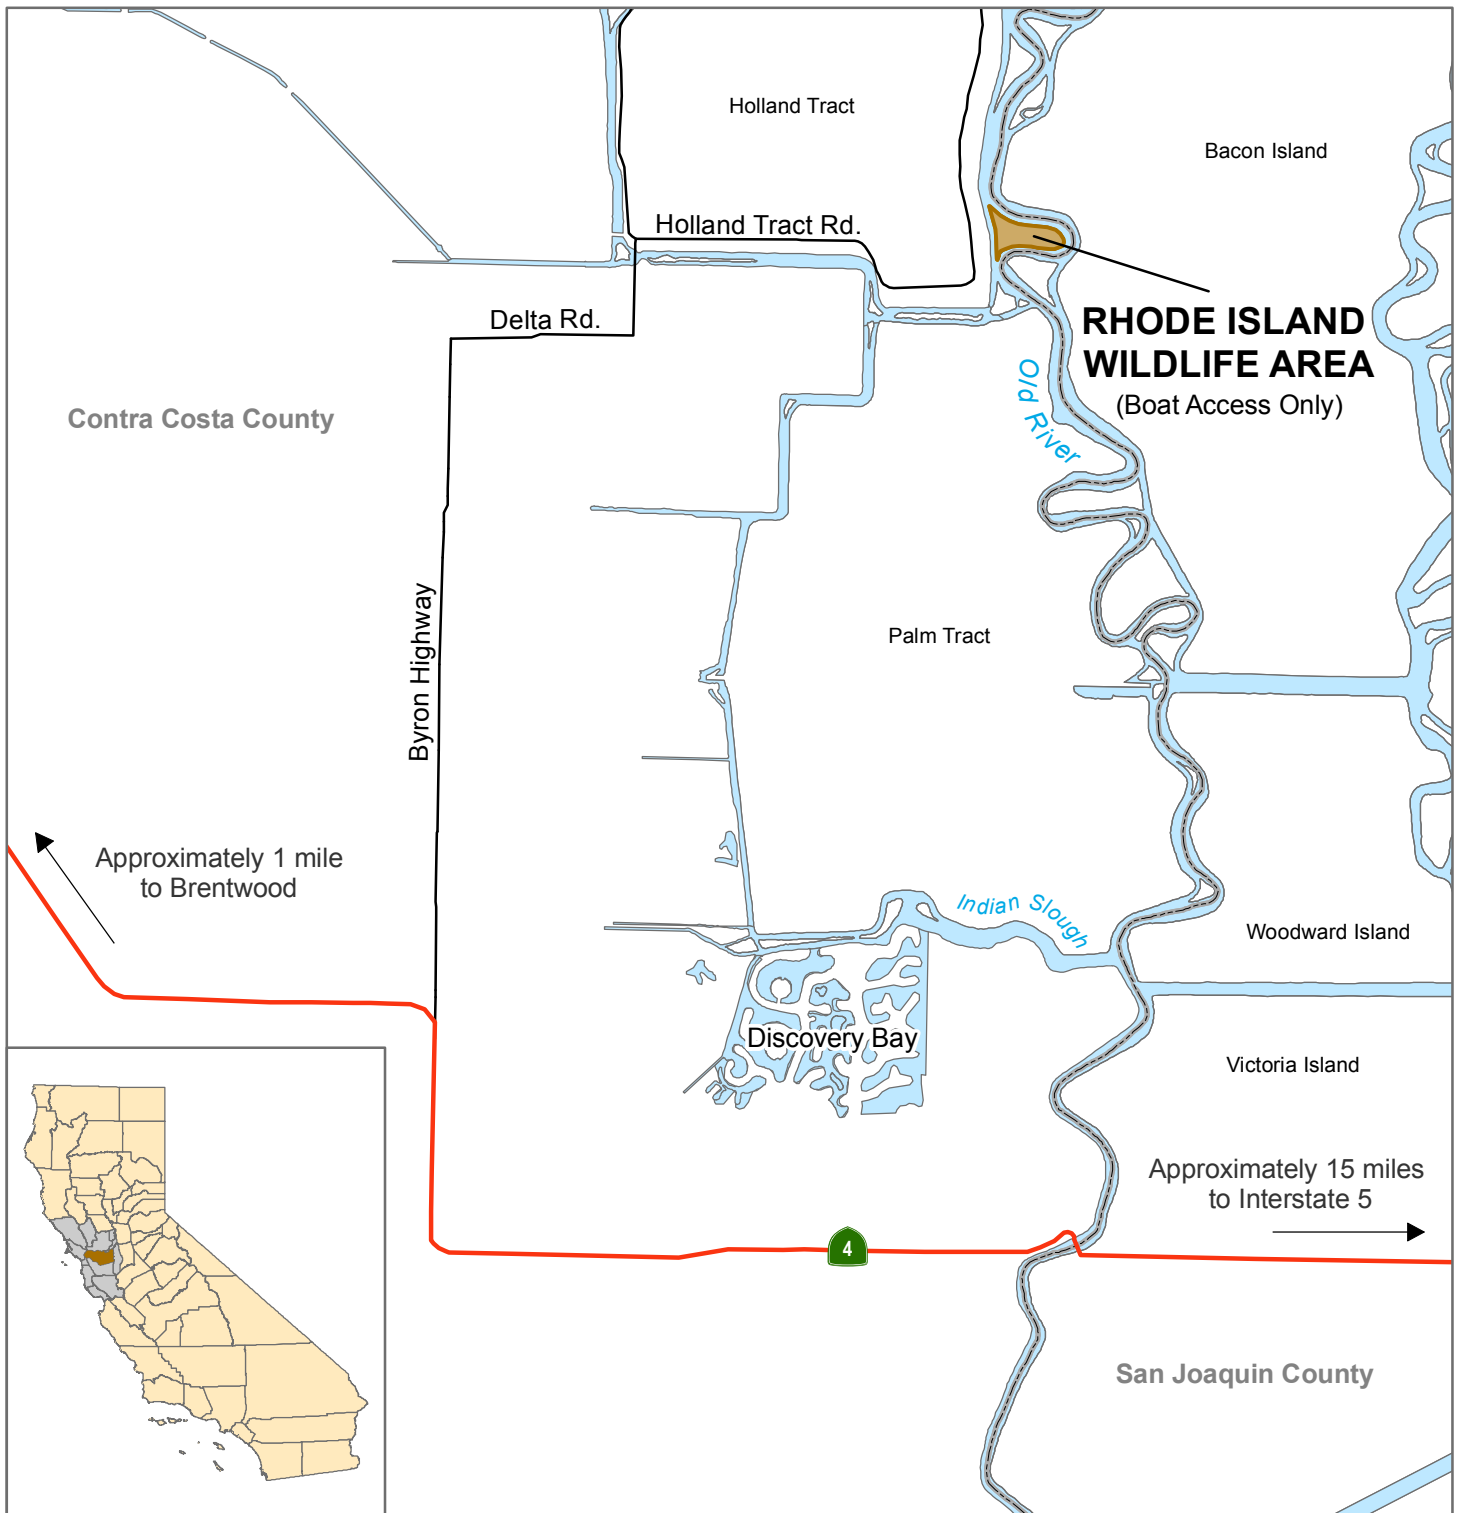 Holland Tract
Bacon Island
Holland Tract Rd.
Delta Rd.
RHODE ISLAND
WILDLIFE AREA
(Boat Access Only)
Old River
Contra Costa County
Byron Highway
Palm Tract
Approximately 1 mile
to Brentwood
Indian Slough
Woodward Island
Discovery Bay
Victoria Island
Approximately 15 miles
to Interstate 5
4
San Joaquin County